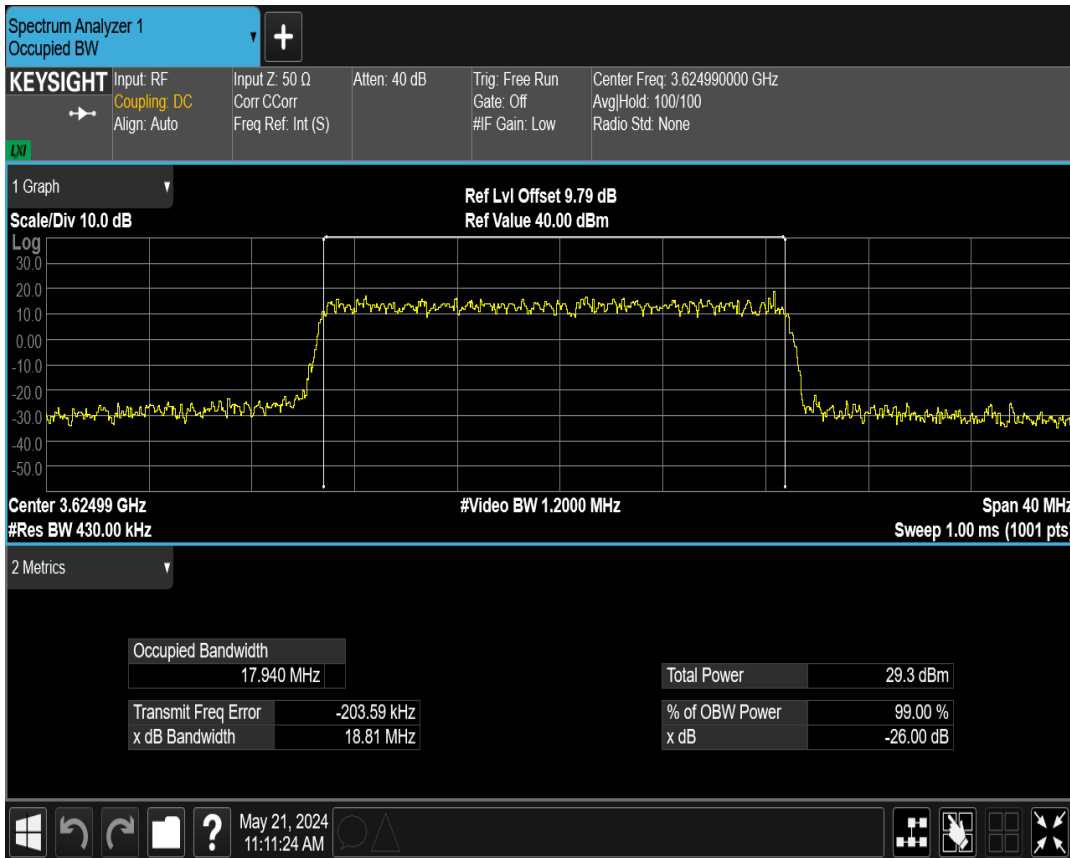 Spectrum Analyzer 1
Occupied BW
+
KEYSIGHT
LXI
Input: RF
Coupling: DC
Align: Auto
Input Z: 50 Ω
Corr CCorr
Freq Ref: Int (S)
Atten: 40 dB
Trig: Free Run
Gate: Off
#IF Gain: Low
Center Freq: 3.624990000 GHz
Avg|Hold: 100/100
Radio Std: None
1 Graph
Scale/Div 10.0 dB
Ref Lvl Offset 9.79 dB
Ref Value 40.00 dBm
Log
30.0
20.0
10.0
0.00
-10.0
-20.0
-30.0
-40.0
-50.0
Center 3.62499 GHz
#Video BW 1.2000 MHz
Span 40 MHz
#Res BW 430.00 kHz
Sweep 1.00 ms (1001 pts)
2 Metrics
Occupied Bandwidth
17.940 MHz
Transmit Freq Error -203.59 kHz
x dB Bandwidth 18.81 MHz
Total Power 29.3 dBm
% of OBW Power 99.00 %
x dB -26.00 dB
?
May 21, 2024
11:11:24 AM